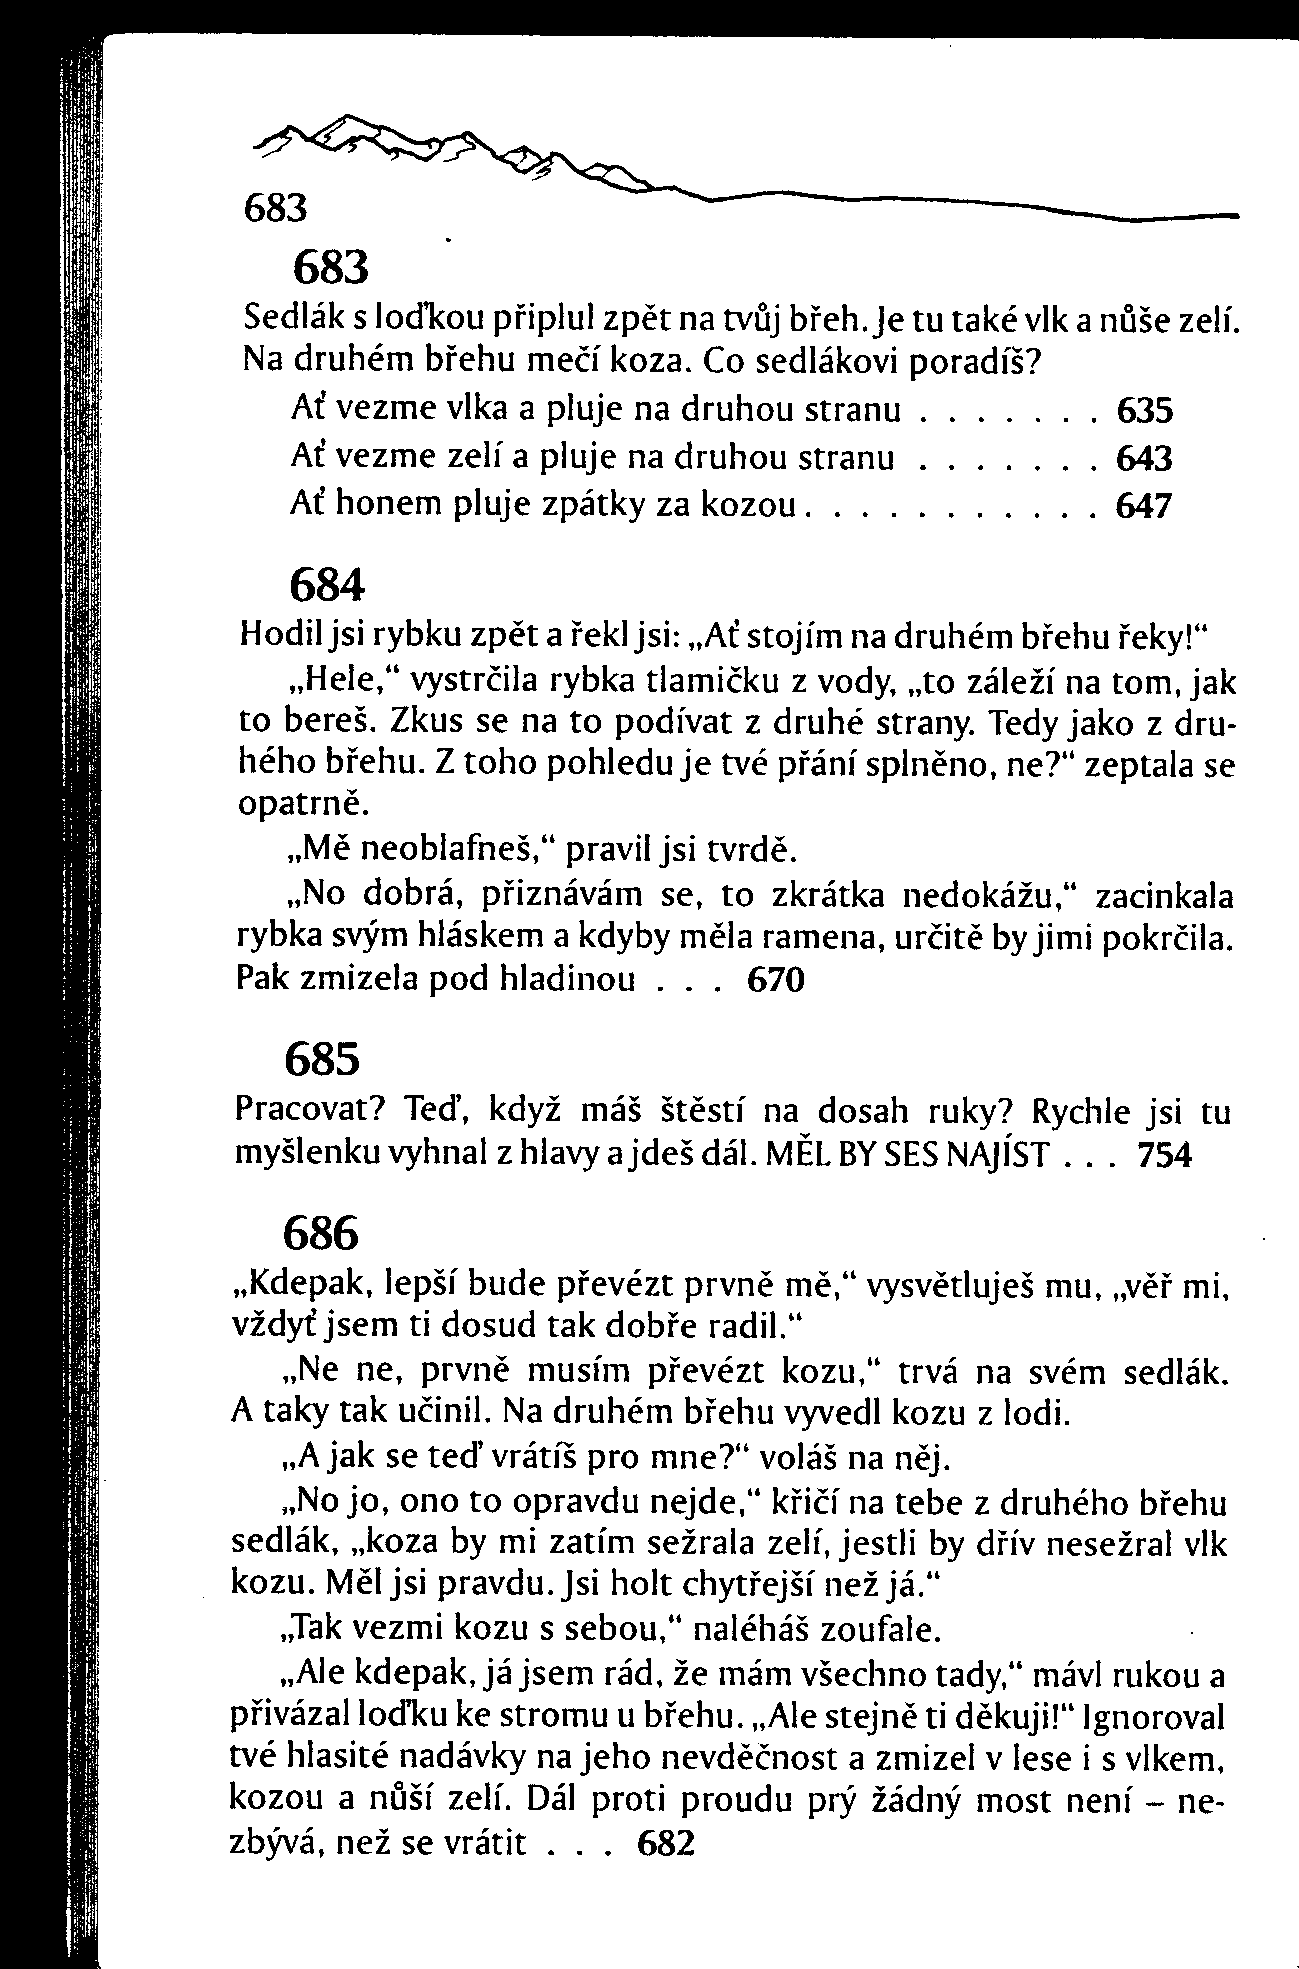 683
683
Sedlák s loďkou připlul zpět na tvůj břeh. Je tu také vlk a nůše zelí.
Na druhém břehu mečí koza. Co sedlákovi poradíš?
Ať vezme vlka a pluje na druhou stranu . . . . . . . 635
Ať vezme zelí a pluje na druhou stranu . . . . . . . 643
Ať honem pluje zpátky za kozou. . . . . . . . . . . 647
684
Hodil jsi rybku zpět a řekl jsi: „Ať stojím na druhém břehu řeky!“
„Hele,“ vystrčila rybka tlamičku z vody, „to záleží na tom, jak
to bereš. Zkus se na to podívat z druhé strany. Tedy jako z dru-
hého břehu. Z toho pohledu je tvé přání splněno, ne?“ zeptala se
opatrně.
„Mě neoblafneš,“ pravil jsi tvrdě.
„No dobrá, přiznávám se, to zkrátka nedokážu,“ zacinkala
rybka svým hláskem a kdyby měla ramena, určitě by jimi pokrčila.
Pak zmizela pod hladinou . . . 670
685
Pracovat? Teď, když máš štěstí na dosah ruky? Rychle jsi tu
myšlenku vyhnal z hlavy a jdeš dál. MĚL BY SES NAJÍST . . . 754
686
„Kdepak, lepší bude převézt prvně mě,“ vysvětluješ mu, „věř mi,
vždyť jsem ti dosud tak dobře radil.“
„Ne ne, prvně musím převézt kozu,“ trvá na svém sedlák.
A taky tak učinil. Na druhém břehu vyvedl kozu z lodi.
„A jak se teď vrátíš pro mne?“ voláš na něj.
„No jo, ono to opravdu nejde,“ křičí na tebe z druhého břehu
sedlák, „koza by mi zatím sežrala zelí, jestli by dřív nesežral vlk
kozu. Měl jsi pravdu. Jsi holt chytřejší než já.“
„Tak vezmi kozu s sebou,“ naléháš zoufale.
„Ale kdepak, já jsem rád, že mám všechno tady,“ mávl rukou a
přivázal loďku ke stromu u břehu. „Ale stejně ti děkuji!“ Ignoroval
tvé hlasité nadávky na jeho nevděčnost a zmizel v lese i s vlkem,
kozou a nůší zelí. Dál proti proudu prý žádný most není – ne-
zbývá, než se vrátit . . . 682